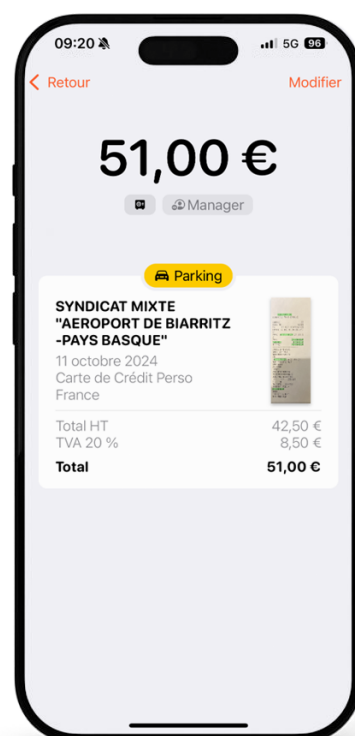 09:20
5G 96
Retour
Modifier
51,00 €
Manager
Parking
SYNDICAT MIXTE
"AEROPORT DE BIARRITZ
-PAYS BASQUE"
11 octobre 2024
Carte de Crédit Perso
France
Total HT 42,50 €
TVA 20 % 8,50 €
Total 51,00 €